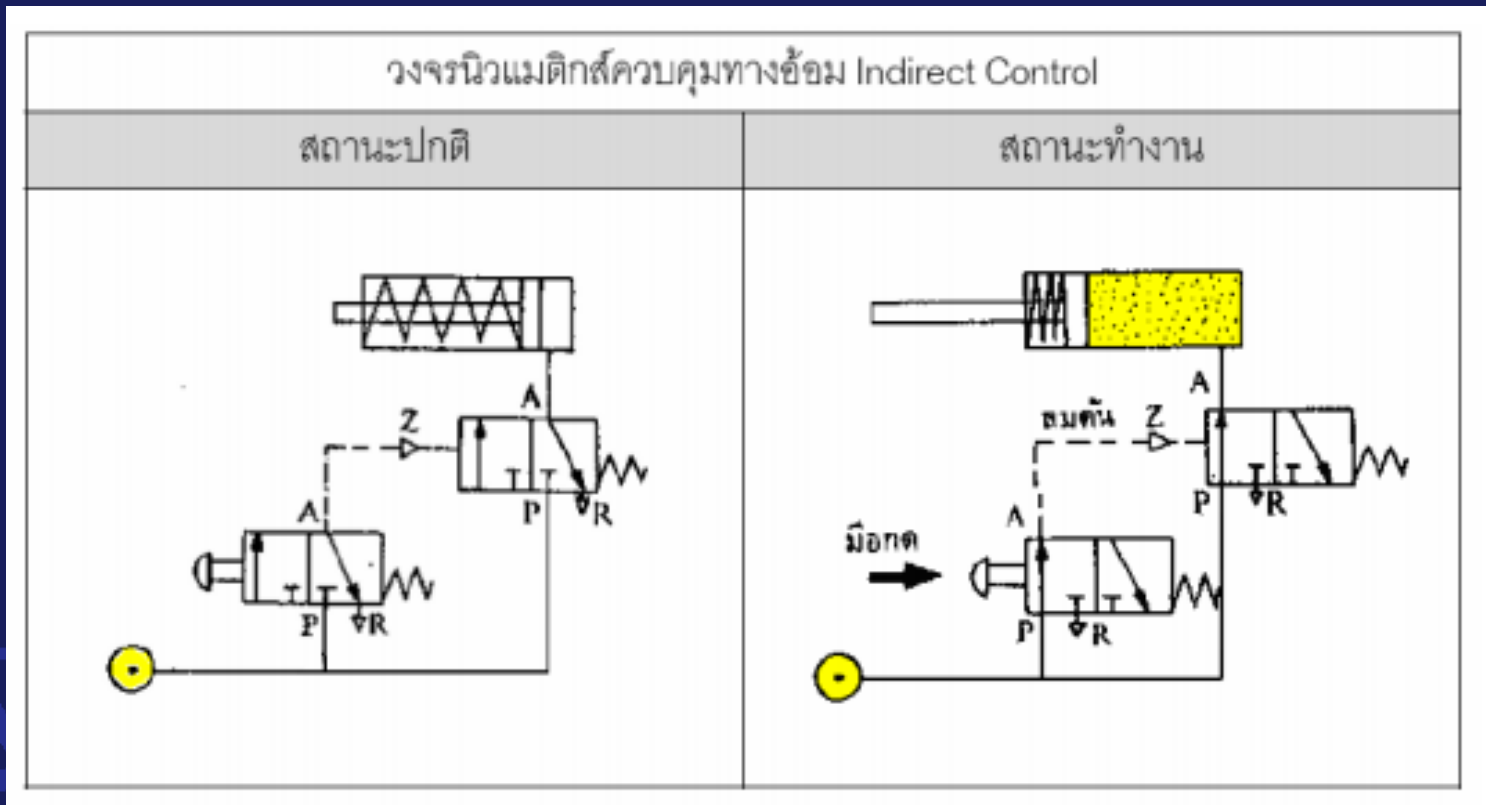 วงจรนิวแมติกส์ควบคุมทางอ้อม Indirect Control
สถานะปกติ
สถานะทำงาน
A
Z
P
R
A
P
R
A
ลมดัน
Z
P
R
A
มือกด
P
R